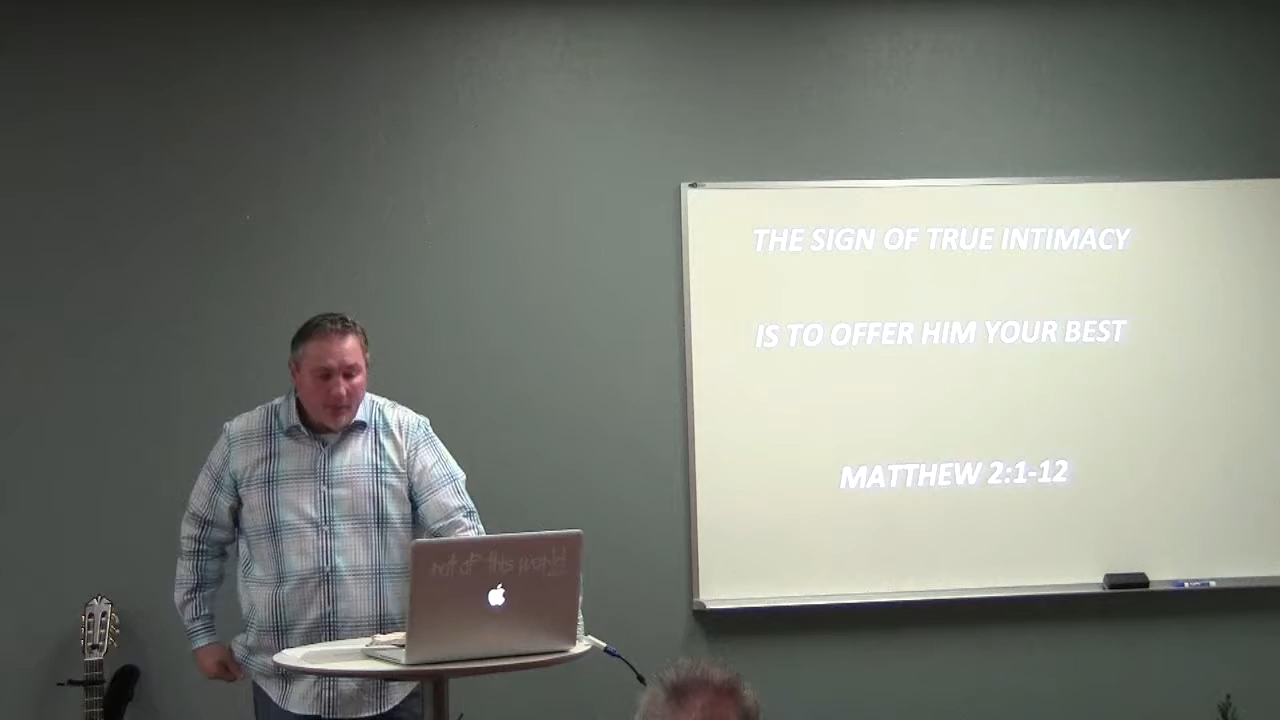 THE SIGN OF TRUE INTIMACY
IS TO OFFER HIM YOUR BEST
MATTHEW 2:1-12
not of this world